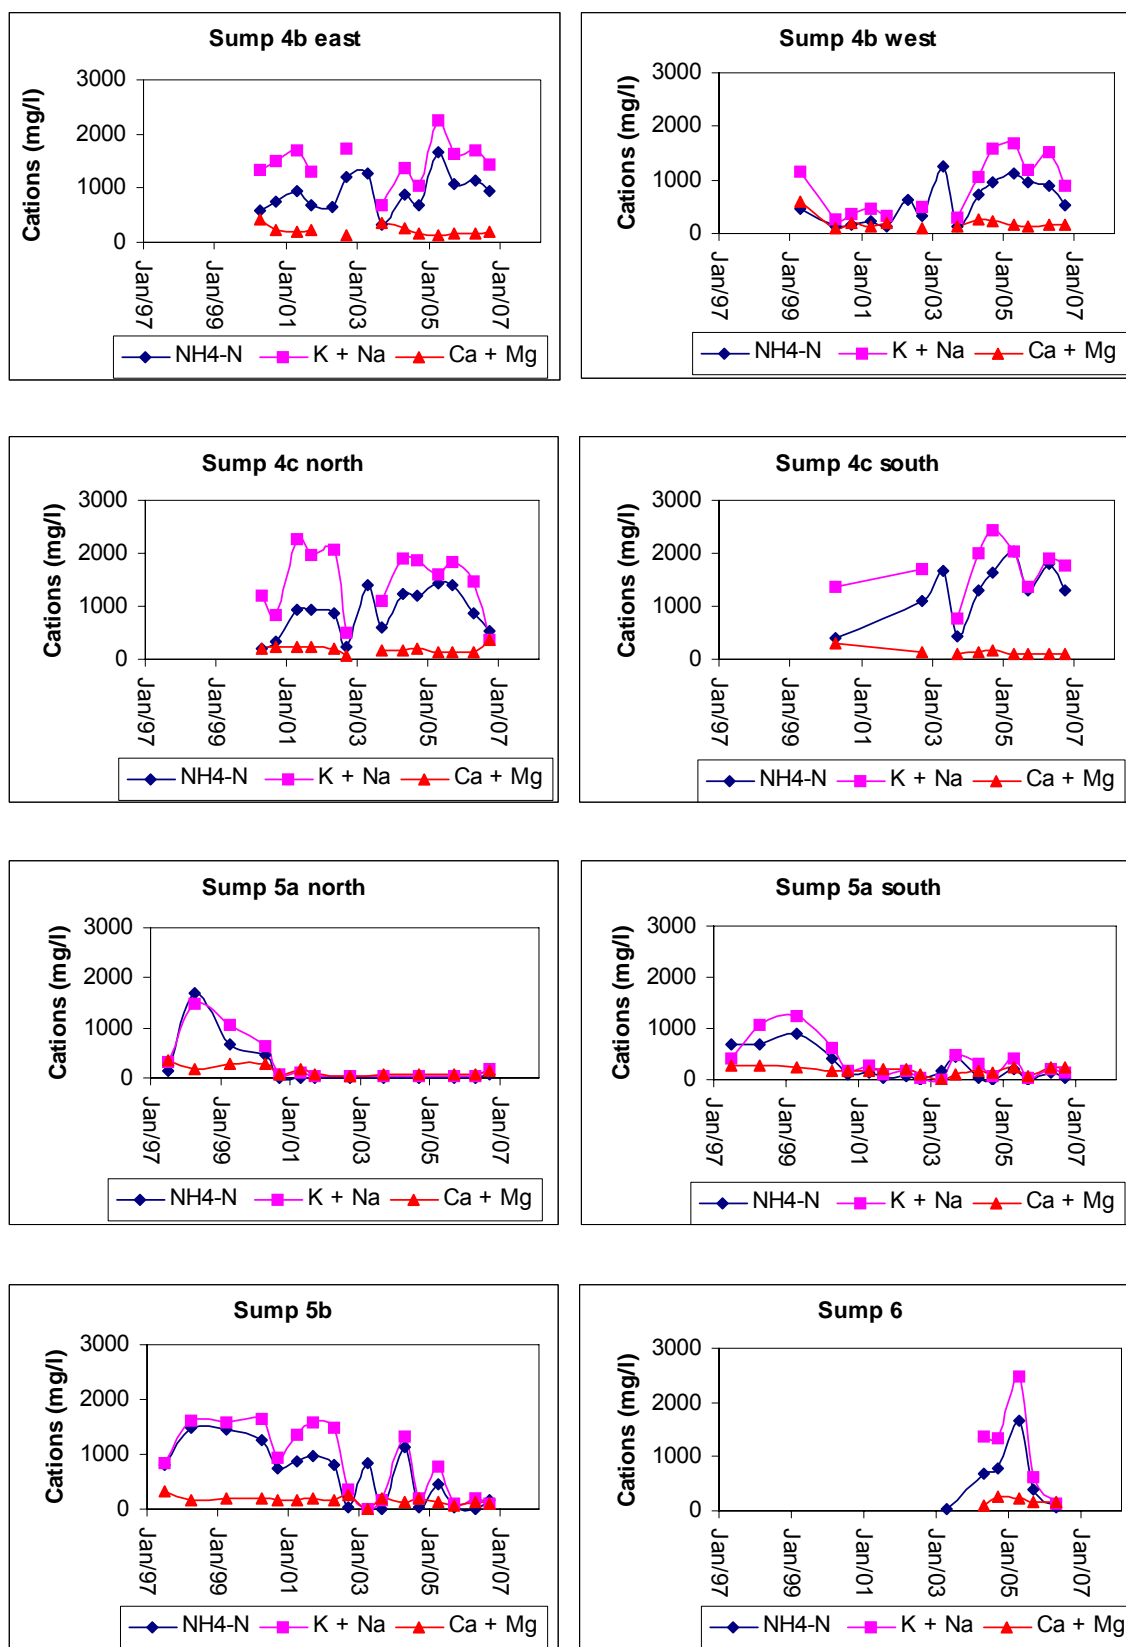 Sump 4b east
Cations (mg/l)
3000
2000
1000
0
Jan/97
Jan/99
Jan/01
Jan/03
Jan/05
Jan/07
NH4-N K + Na Ca + Mg
Sump 4b west
Cations (mg/l)
3000
2000
1000
0
Jan/97
Jan/99
Jan/01
Jan/03
Jan/05
Jan/07
NH4-N K + Na Ca + Mg
Sump 4c north
Cations (mg/l)
3000
2000
1000
0
Jan/97
Jan/99
Jan/01
Jan/03
Jan/05
Jan/07
NH4-N K + Na Ca + Mg
Sump 4c south
Cations (mg/l)
3000
2000
1000
0
Jan/97
Jan/99
Jan/01
Jan/03
Jan/05
Jan/07
NH4-N K + Na Ca + Mg
Sump 5a north
Cations (mg/l)
3000
2000
1000
0
Jan/97
Jan/99
Jan/01
Jan/03
Jan/05
Jan/07
NH4-N K + Na Ca + Mg
Sump 5a south
Cations (mg/l)
3000
2000
1000
0
Jan/97
Jan/99
Jan/01
Jan/03
Jan/05
Jan/07
NH4-N K + Na Ca + Mg
Sump 5b
Cations (mg/l)
3000
2000
1000
0
Jan/97
Jan/99
Jan/01
Jan/03
Jan/05
Jan/07
NH4-N K + Na Ca + Mg
Sump 6
Cations (mg/l)
3000
2000
1000
0
Jan/97
Jan/99
Jan/01
Jan/03
Jan/05
Jan/07
NH4-N K + Na Ca + Mg